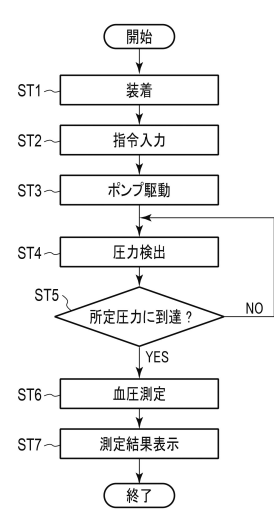 開始
ST1 装着
ST2 指令入力
ST3 ポンプ駆動
ST4 圧力検出
ST5
所定圧力に到達？
NO
YES
ST6 血圧測定
ST7 測定結果表示
終了